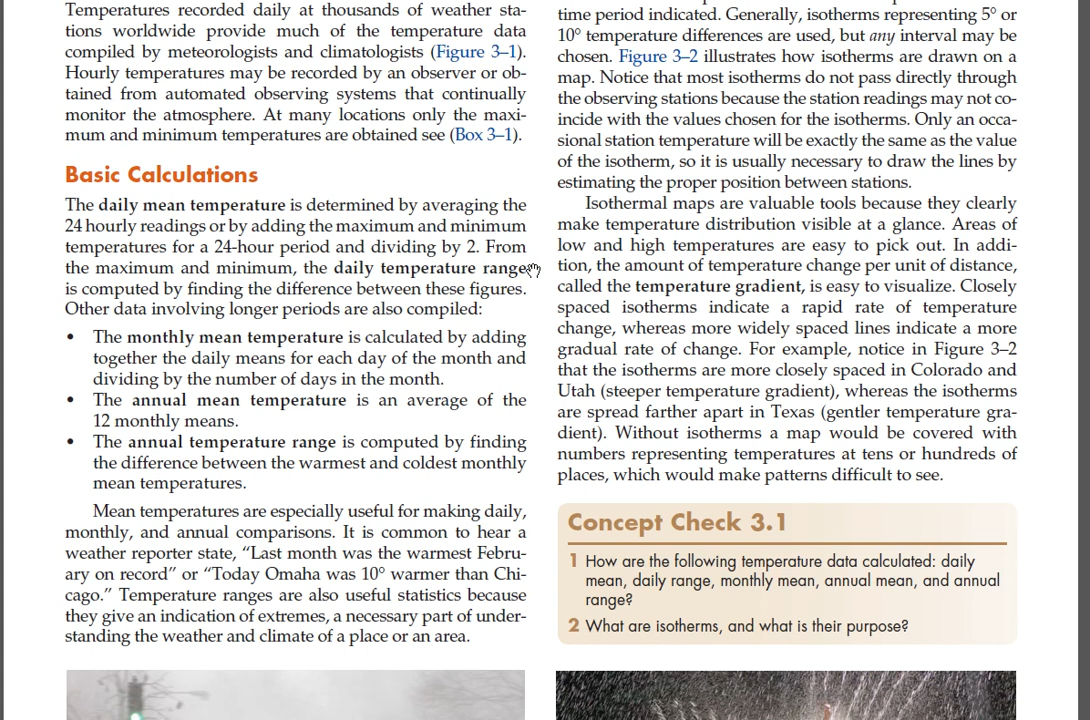 Temperatures recorded daily at thousands of weather sta-
tions worldwide provide much of the temperature data
compiled by meteorologists and climatologists (Figure 3–1).
Hourly temperatures may be recorded by an observer or ob-
tained from automated observing systems that continually
monitor the atmosphere. At many locations only the maxi-
mum and minimum temperatures are obtained see (Box 3–1).
Basic Calculations
The daily mean temperature is determined by averaging the
24 hourly readings or by adding the maximum and minimum
temperatures for a 24-hour period and dividing by 2. From
the maximum and minimum, the daily temperature range
is computed by finding the difference between these figures.
Other data involving longer periods are also compiled:
• The monthly mean temperature is calculated by adding
together the daily means for each day of the month and
dividing by the number of days in the month.
• The annual mean temperature is an average of the
12 monthly means.
• The annual temperature range is computed by finding
the difference between the warmest and coldest monthly
mean temperatures.
Mean temperatures are especially useful for making daily,
monthly, and annual comparisons. It is common to hear a
weather reporter state, “Last month was the warmest Febru-
ary on record” or “Today Omaha was 10° warmer than Chi-
cago.” Temperature ranges are also useful statistics because
they give an indication of extremes, a necessary part of under-
standing the weather and climate of a place or an area.
time period indicated. Generally, isotherms representing 5° or
10° temperature differences are used, but any interval may be
chosen. Figure 3–2 illustrates how isotherms are drawn on a
map. Notice that most isotherms do not pass directly through
the observing stations because the station readings may not co-
incide with the values chosen for the isotherms. Only an occa-
sional station temperature will be exactly the same as the value
of the isotherm, so it is usually necessary to draw the lines by
estimating the proper position between stations.
Isothermal maps are valuable tools because they clearly
make temperature distribution visible at a glance. Areas of
low and high temperatures are easy to pick out. In addi-
tion, the amount of temperature change per unit of distance,
called the temperature gradient, is easy to visualize. Closely
spaced isotherms indicate a rapid rate of temperature
change, whereas more widely spaced lines indicate a more
gradual rate of change. For example, notice in Figure 3–2
that the isotherms are more closely spaced in Colorado and
Utah (steeper temperature gradient), whereas the isotherms
are spread farther apart in Texas (gentler temperature gra-
dient). Without isotherms a map would be covered with
numbers representing temperatures at tens or hundreds of
places, which would make patterns difficult to see.
Concept Check 3.1
1 How are the following temperature data calculated: daily
mean, daily range, monthly mean, annual mean, and annual
range?
2 What are isotherms, and what is their purpose?